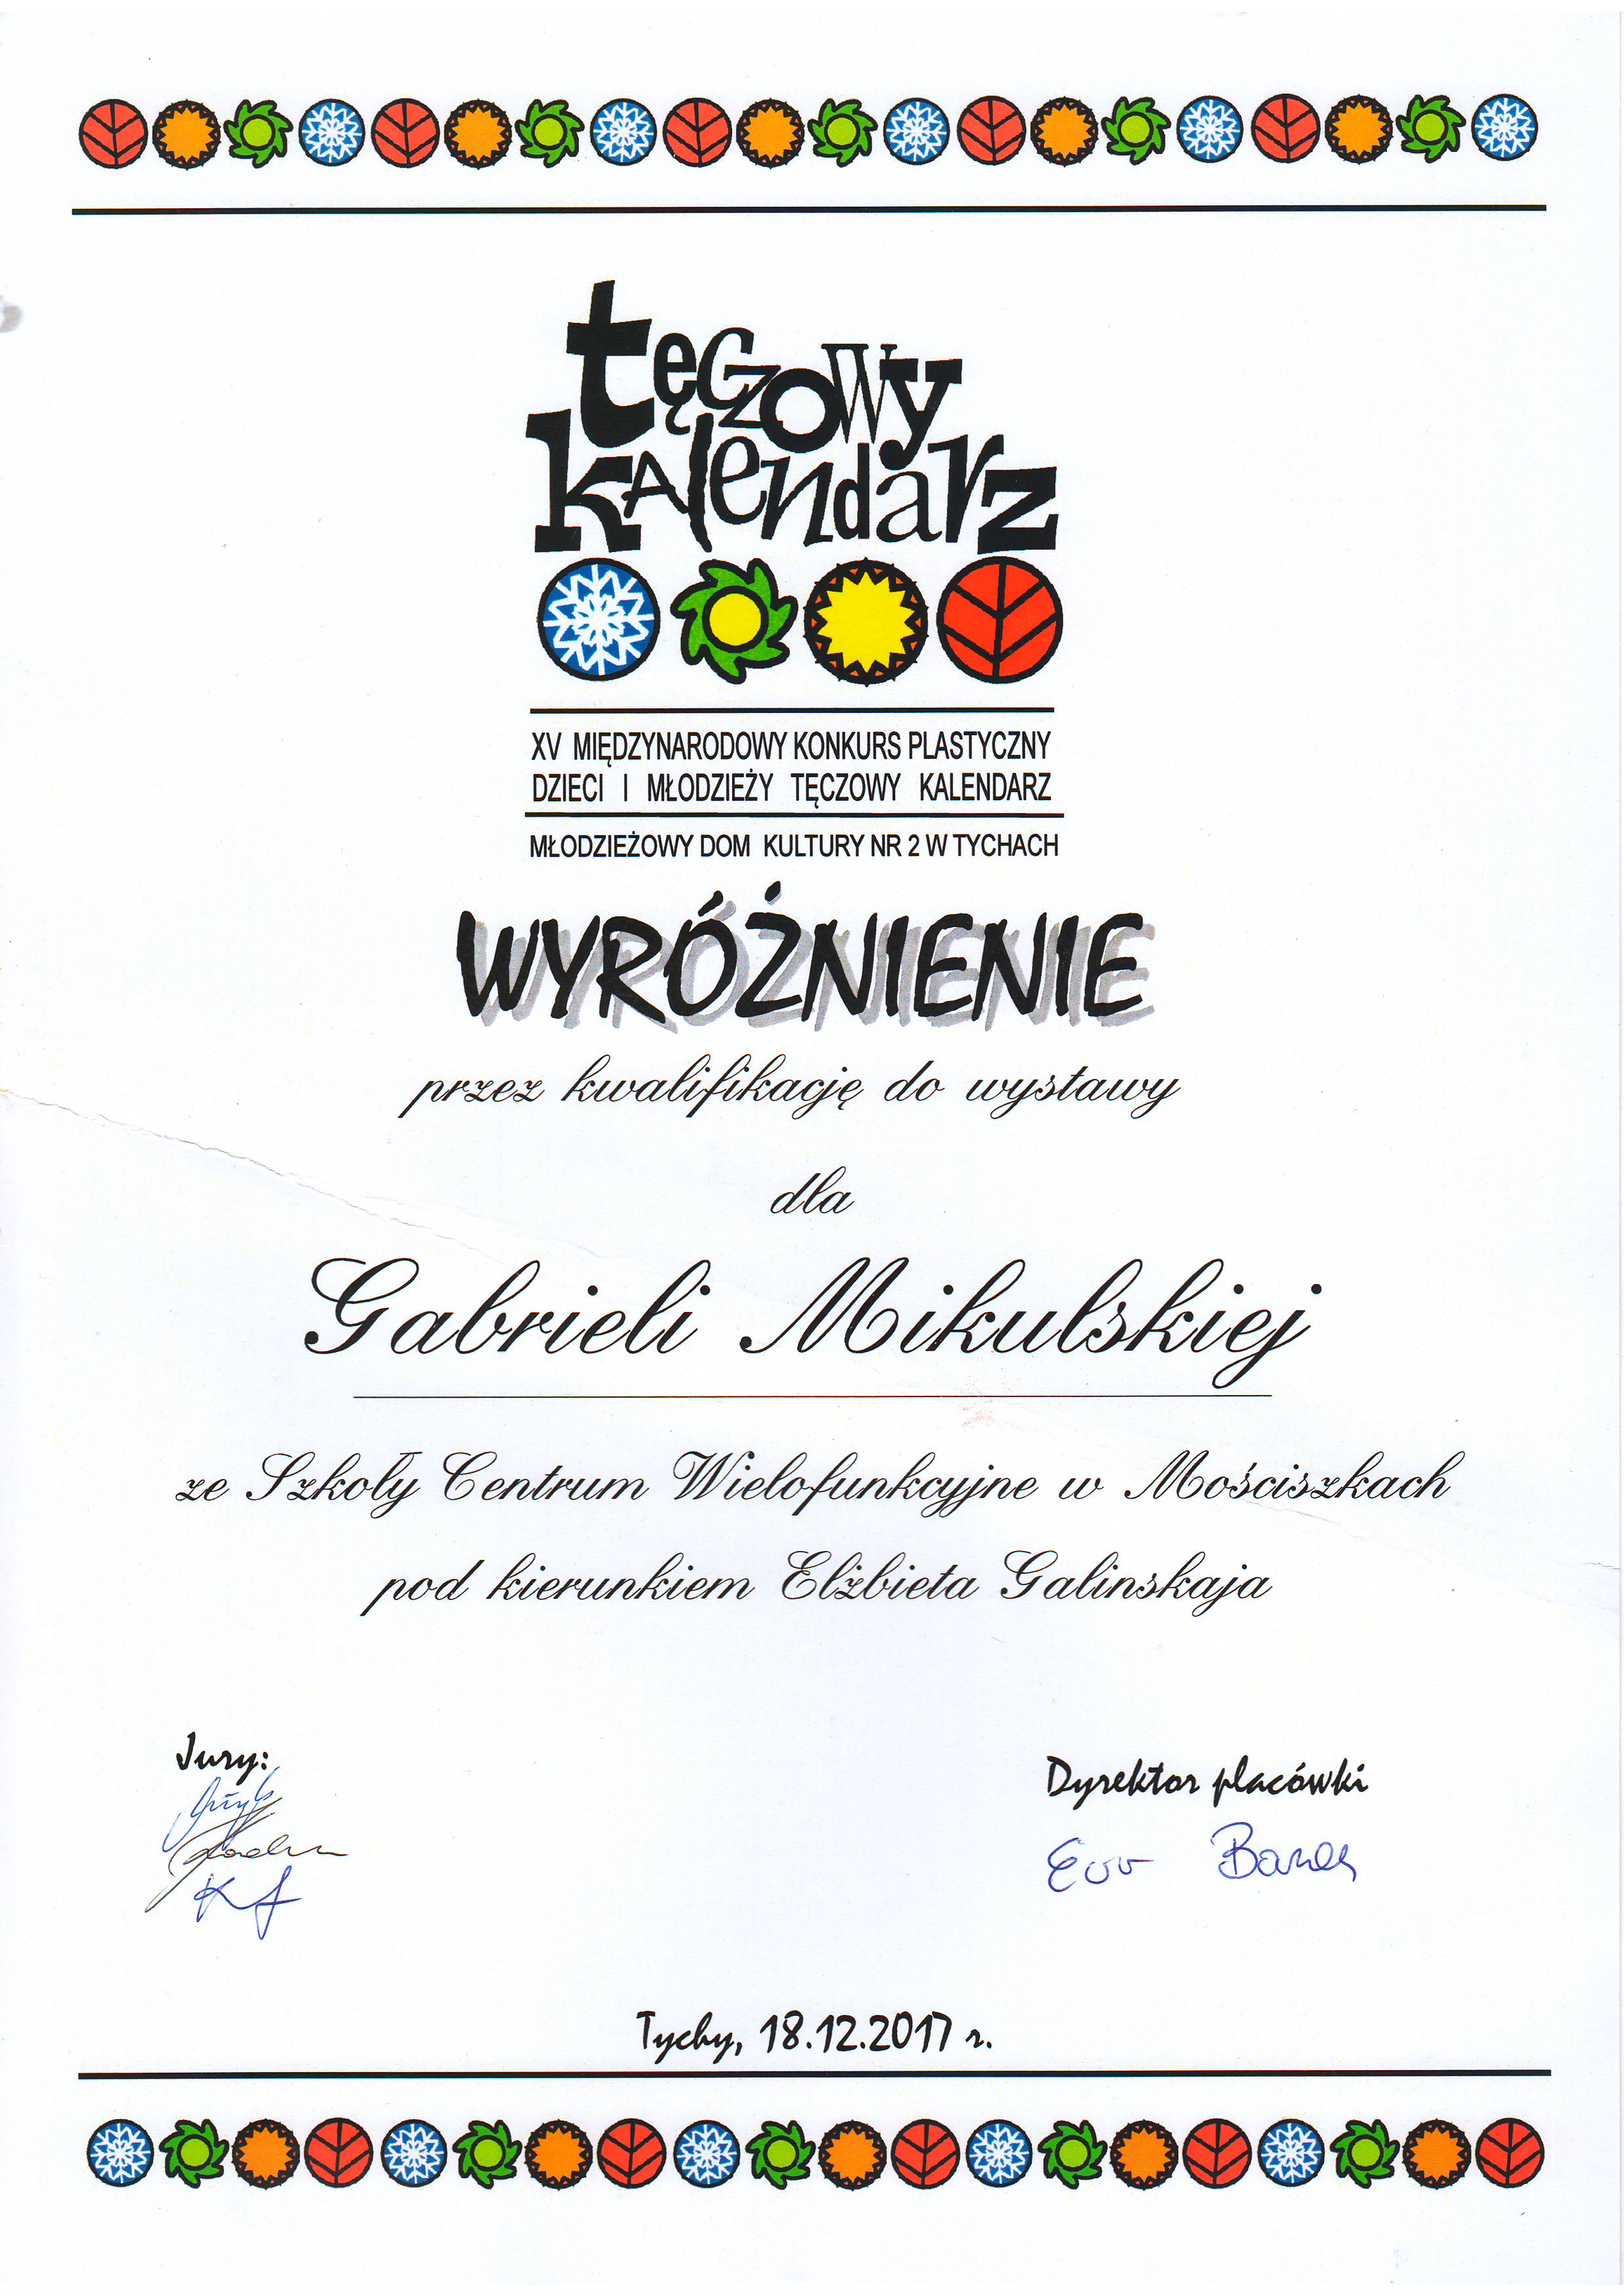 tęczowy
kalendarz
XV MIĘDZYNARODOWY KONKURS PLASTYCZNY
DZIECI I MŁODZIEŻY TĘCZOWY KALENDARZ
MŁODZIEŻOWY DOM KULTURY NR 2 W TYCHACH
WYRÓŻNIENIE
przez kwalifikację do wystawy
dla
Gabrieli Mikulskiej
ze Szkoły Centrum Wielofunkcyjne w Mościszkach
pod kierunkiem Elżbieta Galinskaja
Jury:
Dyrektor placówki
Tychy, 18.12.2017 r.